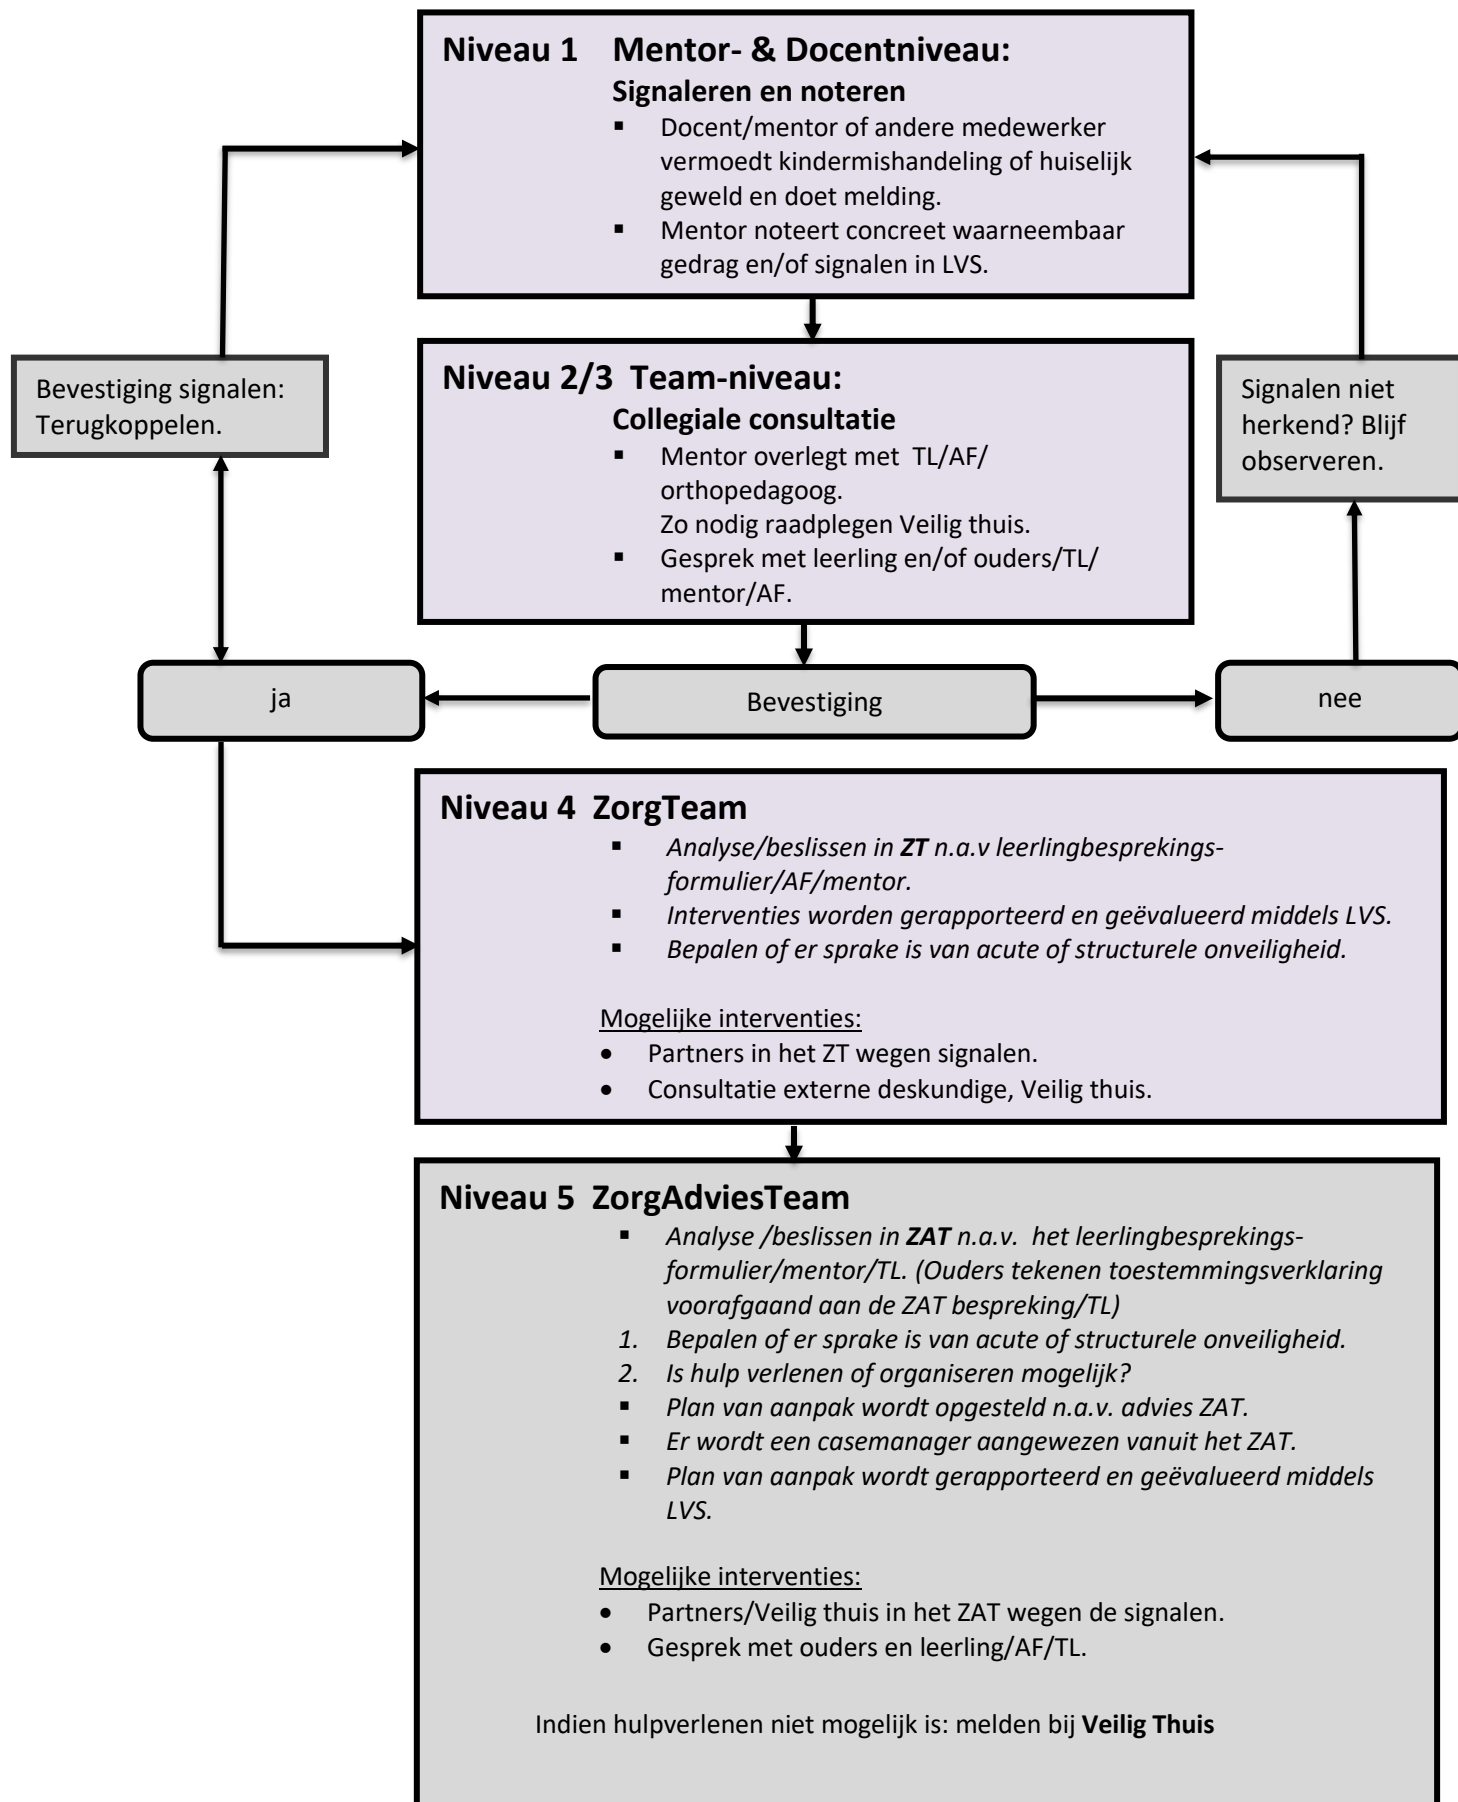 Niveau 1 Mentor- & Docentniveau:
Signaleren en noteren
▪ Docent/mentor of andere medewerker
vermoedt kindermishandeling of huiselijk
geweld en doet melding.
▪ Mentor noteert concreet waarneembaar
gedrag en/of signalen in LVS.
Bevestiging signalen:
Terugkoppelen.
Niveau 2/3 Team-niveau:
Collegiale consultatie
▪ Mentor overlegt met TL/AF/
orthopedagoog.
Zo nodig raadplegen Veilig thuis.
▪ Gesprek met leerling en/of ouders/TL/
mentor/AF.
Signalen niet
herkend? Blijf
observeren.
ja
Bevestiging
nee
Niveau 4 ZorgTeam
▪ Analyse/beslissen in ZT n.a.v leerlingbesprekings-
formulier/AF/mentor.
▪ Interventies worden gerapporteerd en geëvalueerd middels LVS.
▪ Bepalen of er sprake is van acute of structurele onveiligheid.
Mogelijke interventies:
• Partners in het ZT wegen signalen.
• Consultatie externe deskundige, Veilig thuis.
Niveau 5 ZorgAdviesTeam
▪ Analyse /beslissen in ZAT n.a.v. het leerlingbesprekings-
formulier/mentor/TL. (Ouders tekenen toestemmingsverklaring
voorafgaand aan de ZAT bespreking/TL)
1. Bepalen of er sprake is van acute of structurele onveiligheid.
2. Is hulp verlenen of organiseren mogelijk?
▪ Plan van aanpak wordt opgesteld n.a.v. advies ZAT.
▪ Er wordt een casemanager aangewezen vanuit het ZAT.
▪ Plan van aanpak wordt gerapporteerd en geëvalueerd middels
LVS.
Mogelijke interventies:
• Partners/Veilig thuis in het ZAT wegen de signalen.
• Gesprek met ouders en leerling/AF/TL.
Indien hulpverlenen niet mogelijk is: melden bij Veilig Thuis